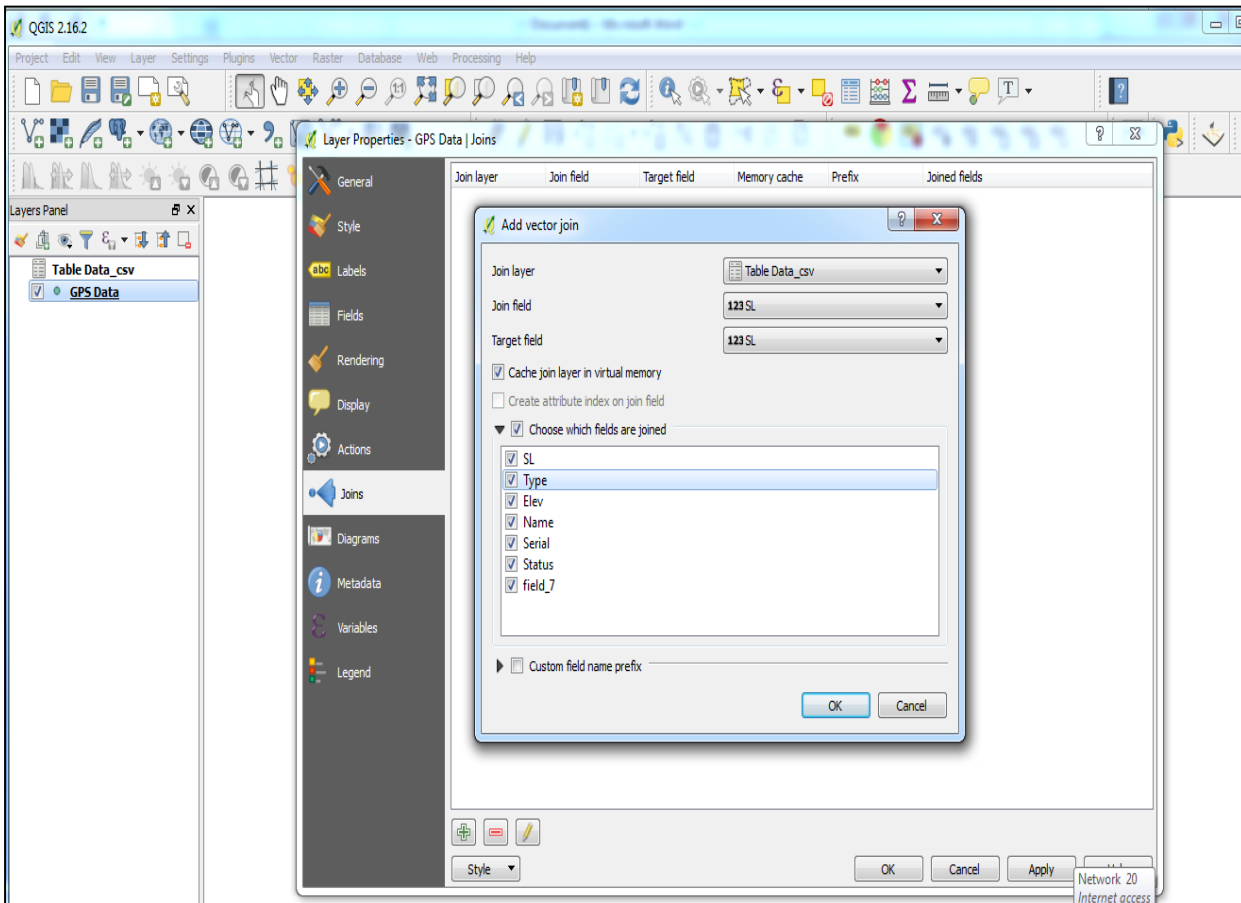 QGIS 2.16.2
Project Edit View Layer Settings Plugins Vector Raster Database Web Processing Help
Layer Properties - GPS Data | Joins
Layers Panel
Table Data_csv
GPS Data
General
Style
abc Labels
Fields
Rendering
Display
Actions
Joins
Diagrams
Metadata
Variables
Legend
Join layer Join field Target field Memory cache Prefix Joined fields
Add vector join
Join layer Table Data_csv
Join field 123 SL
Target field 123 SL
Cache join layer in virtual memory
Create attribute index on join field
Choose which fields are joined
SL
Type
Elev
Name
Serial
Status
field_7
Custom field name prefix
OK Cancel
Style OK Cancel Apply
Network 20
Internet access